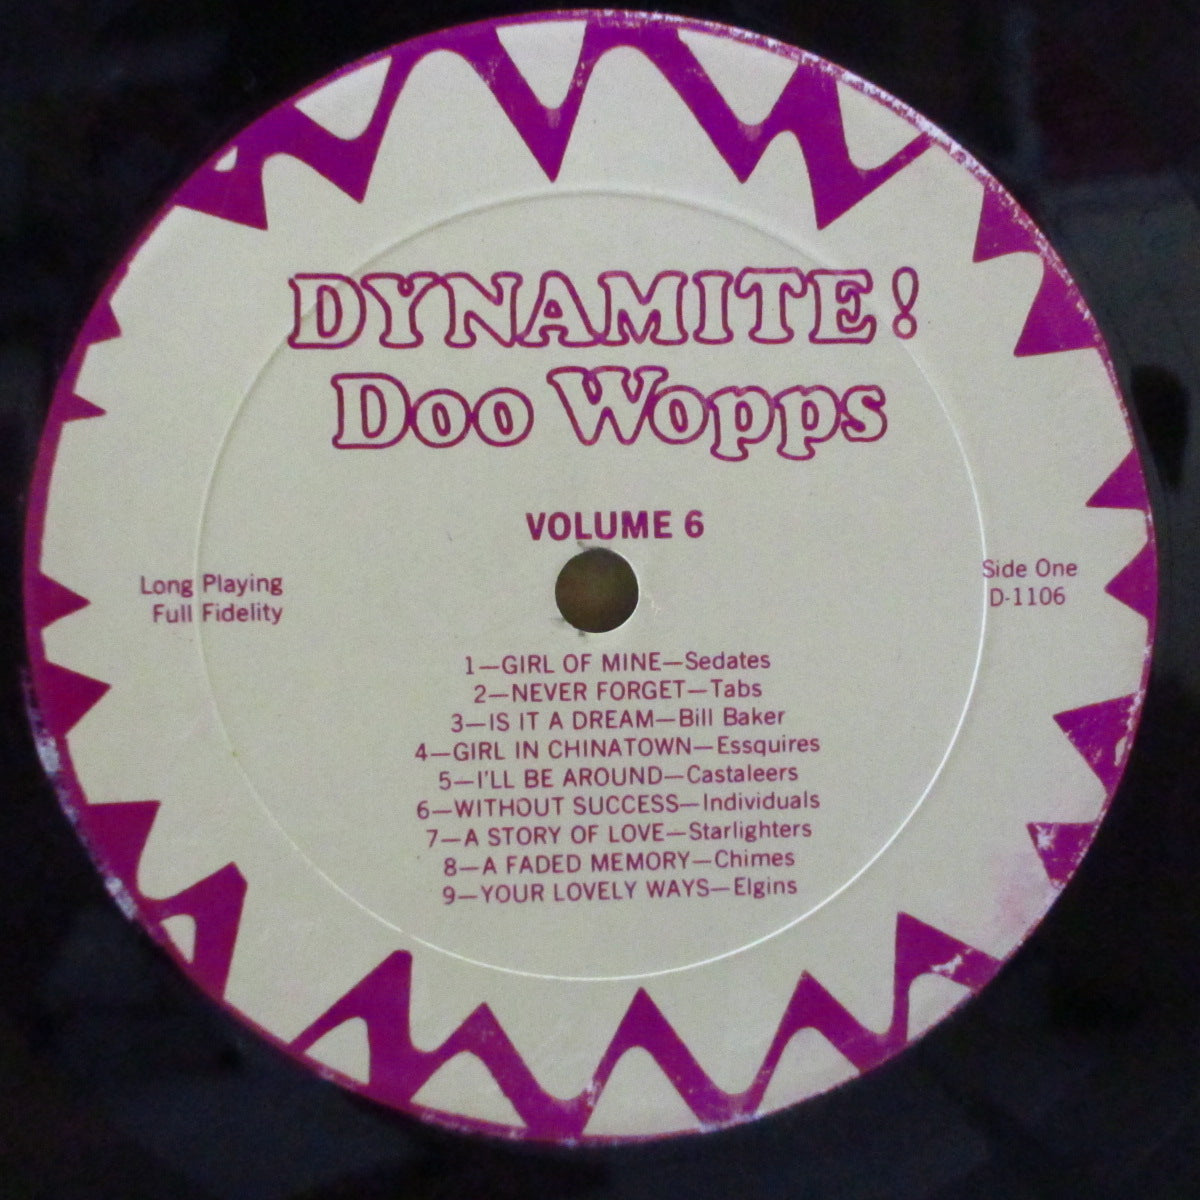 DYNAMITE!
Doo Wopps
VOLUME 6
Long Playing
Full Fidelity
Side One
D-1106
1—GIRL OF MINE—Sedates
2—NEVER FORGET—Tabs
3—IS IT A DREAM—Bill Baker
4—GIRL IN CHINATOWN—Essquires
5—I'LL BE AROUND—Castaleers
6—WITHOUT SUCCESS—Individuals
7—A STORY OF LOVE—Starlighters
8—A FADED MEMORY—Chimes
9—YOUR LOVELY WAYS—Elgins